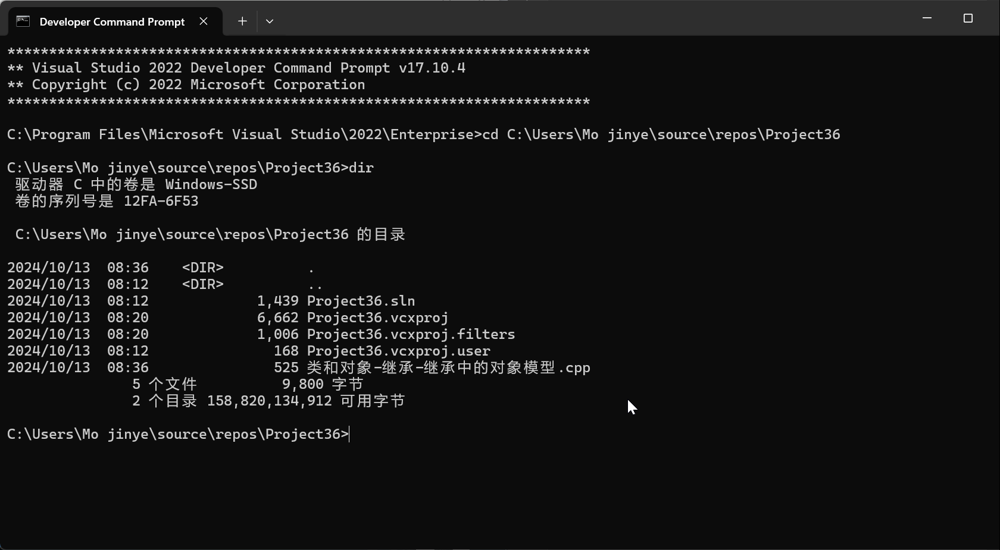 Developer Command Prompt
**********************************************************************
** Visual Studio 2022 Developer Command Prompt v17.10.4
** Copyright (c) 2022 Microsoft Corporation
**********************************************************************
C:\Program Files\Microsoft Visual Studio\2022\Enterprise>cd C:\Users\Mo jinye\source\repos\Project36
C:\Users\Mo jinye\source\repos\Project36>dir
驱动器 C 中的卷是 Windows-SSD
卷的序列号是 12FA-6F53
C:\Users\Mo jinye\source\repos\Project36 的目录
2024/10/13  08:36    <DIR>          .
2024/10/13  08:12    <DIR>          ..
2024/10/13  08:12             1,439 Project36.sln
2024/10/13  08:20             6,662 Project36.vcxproj
2024/10/13  08:20             1,006 Project36.vcxproj.filters
2024/10/13  08:12               168 Project36.vcxproj.user
2024/10/13  08:36               525 类和对象-继承-继承中的对象模型.cpp
5 个文件          9,800 字节
2 个目录 158,820,134,912 可用字节
C:\Users\Mo jinye\source\repos\Project36>